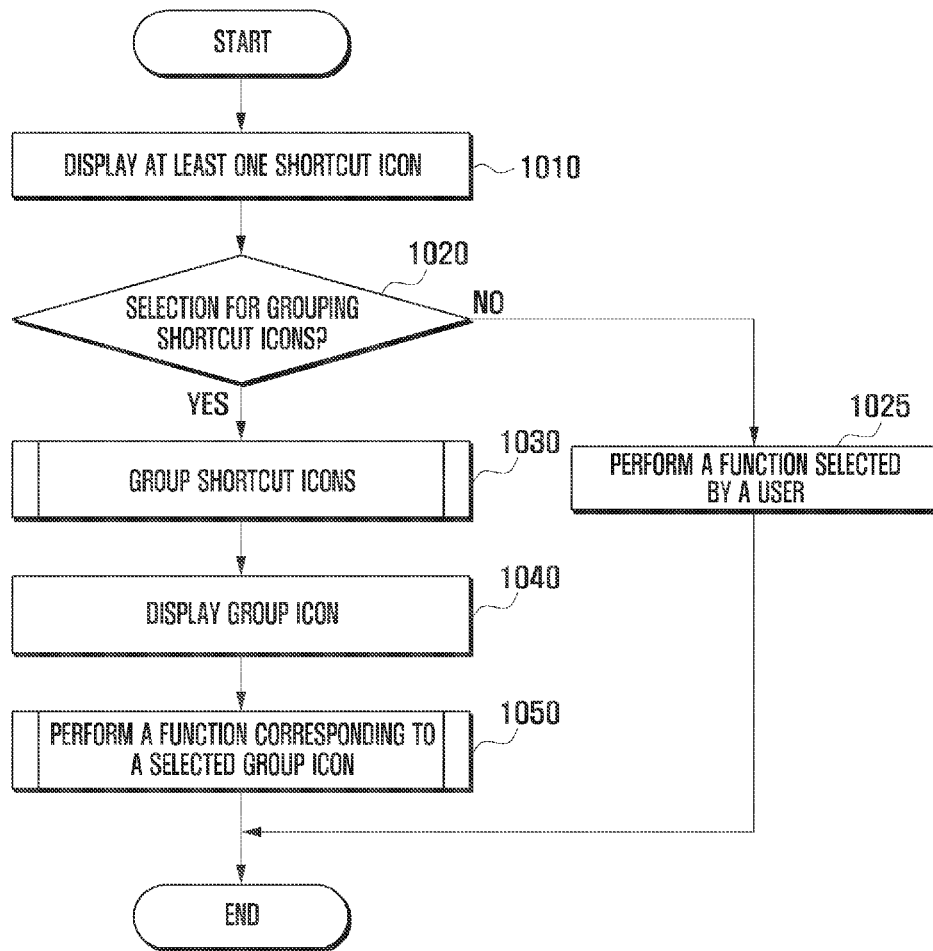 START
DISPLAY AT LEAST ONE SHORTCUT ICON
1010
1020
SELECTION FOR GROUPING
SHORTCUT ICONS?
NO
YES
1025
PERFORM A FUNCTION SELECTED
BY A USER
1030
GROUP SHORTCUT ICONS
1040
DISPLAY GROUP ICON
1050
PERFORM A FUNCTION CORRESPONDING TO
A SELECTED GROUP ICON
END